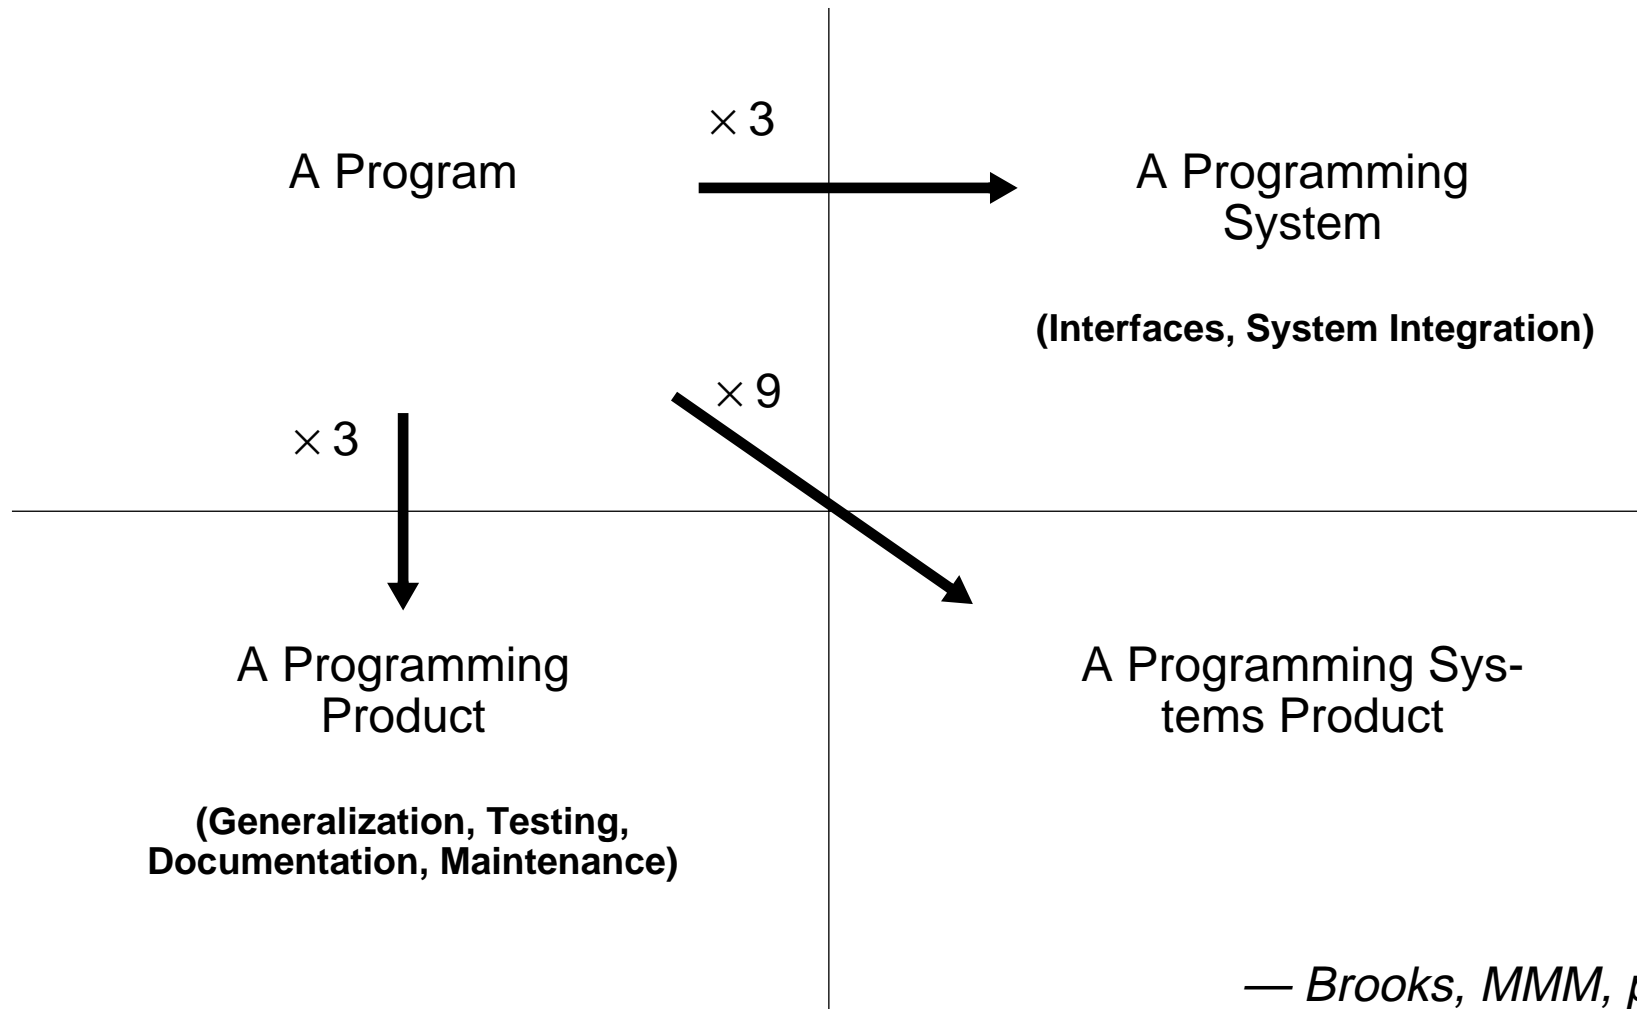 × 3
A Program
A Programming
System
(Interfaces, System Integration)
× 9
× 3
A Programming
Product
(Generalization, Testing,
Documentation, Maintenance)
A Programming Sys-
tems Product
— Brooks, MMM, p